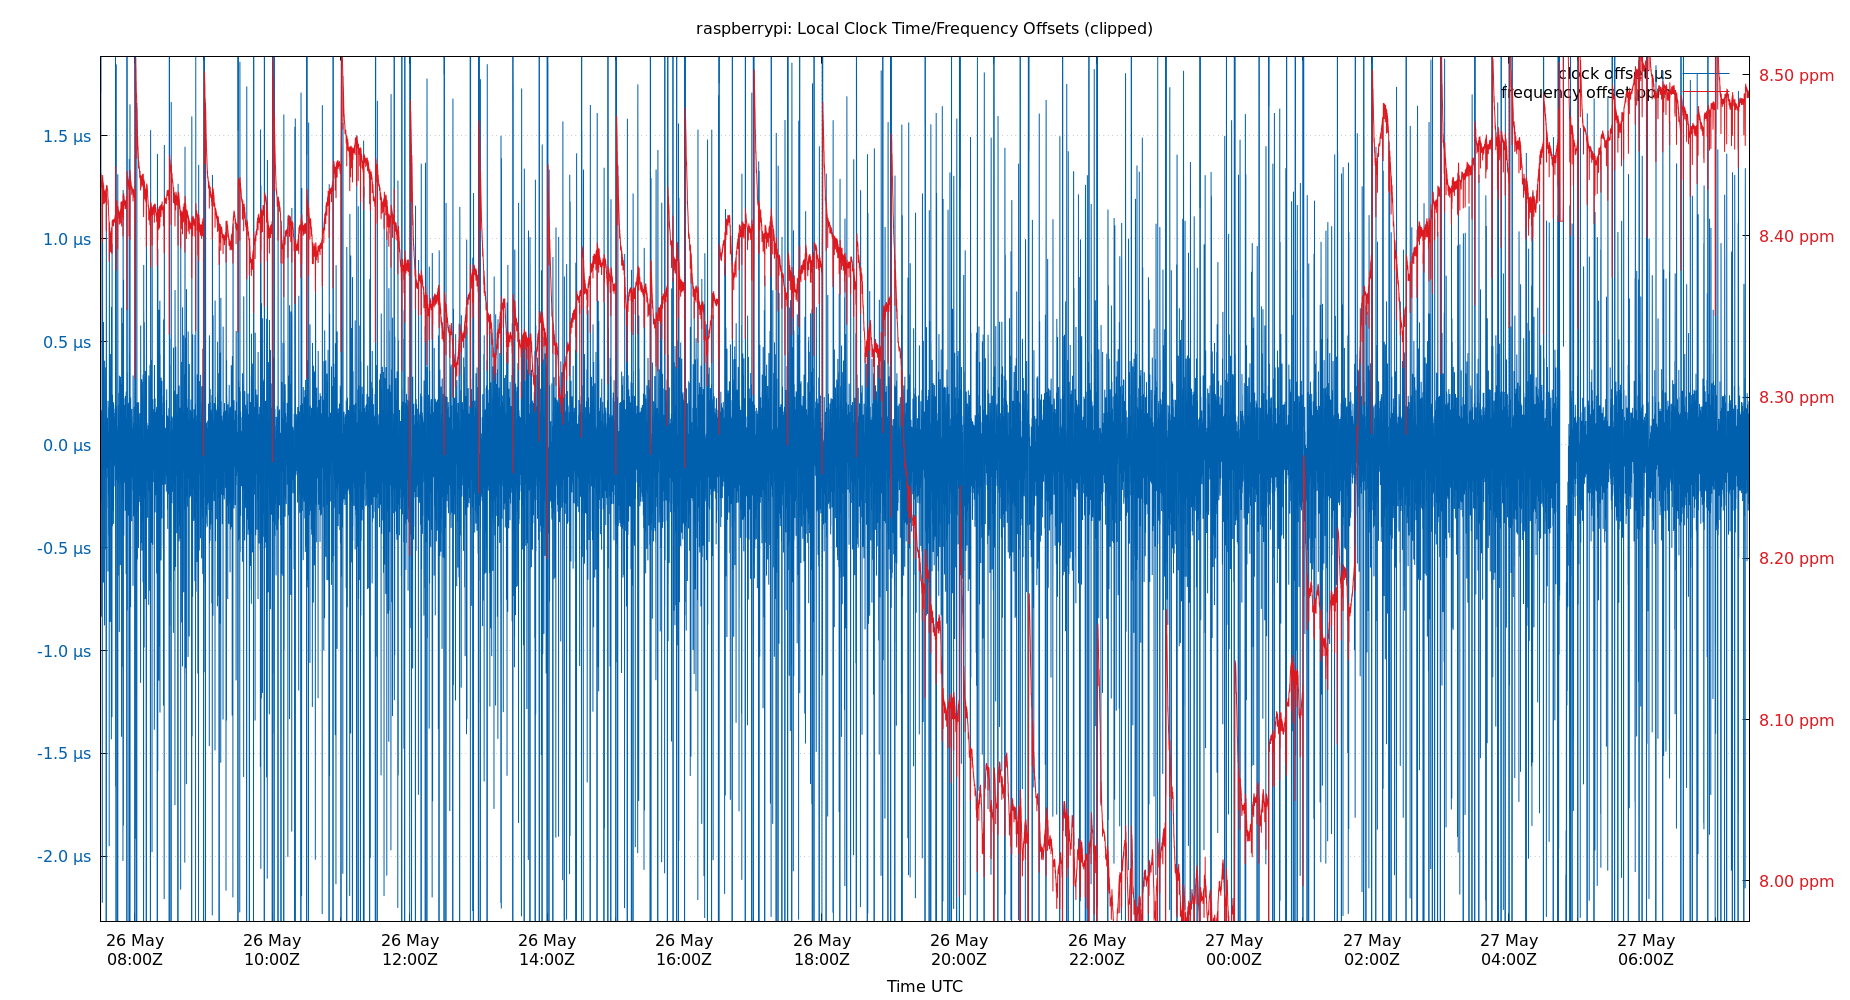 raspberrypi: Local Clock Time/Frequency Offsets (clipped)
clock offset µs
frequency offset ppm
1.5 µs
1.0 µs
0.5 µs
0.0 µs
-0.5 µs
-1.0 µs
-1.5 µs
-2.0 µs
8.50 ppm
8.40 ppm
8.30 ppm
8.20 ppm
8.10 ppm
8.00 ppm
26 May 26 May 26 May 26 May 26 May 26 May 26 May 26 May 27 May 27 May 27 May 27 May
08:00Z 10:00Z 12:00Z 14:00Z 16:00Z 18:00Z 20:00Z 22:00Z 00:00Z 02:00Z 04:00Z 06:00Z
Time UTC